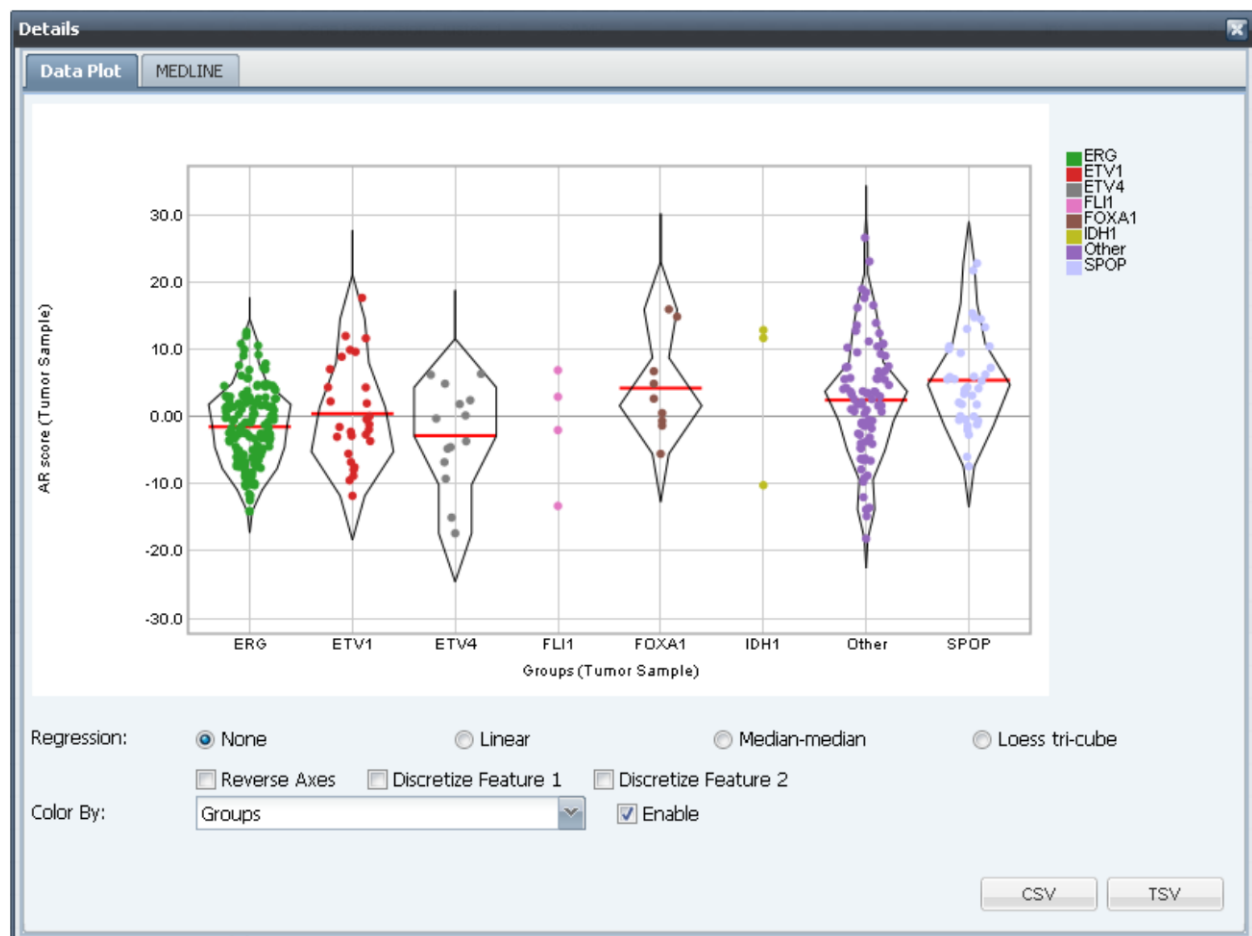 Details
Data Plot MEDLINE
ERG
ETV1
ETV4
FLI1
FOXA1
IDH1
Other
SPOP
30.0
20.0
10.0
0.00
-10.0
-20.0
-30.0
AR score (Tumor Sample)
ERG ETV1 ETV4 FLI1 FOXA1 IDH1 Other SPOP
Groups (Tumor Sample)
Regression: None Linear Median-median Loess tri-cube
Reverse Axes Discretize Feature 1 Discretize Feature 2
Color By: Groups Enable
CSV TSV